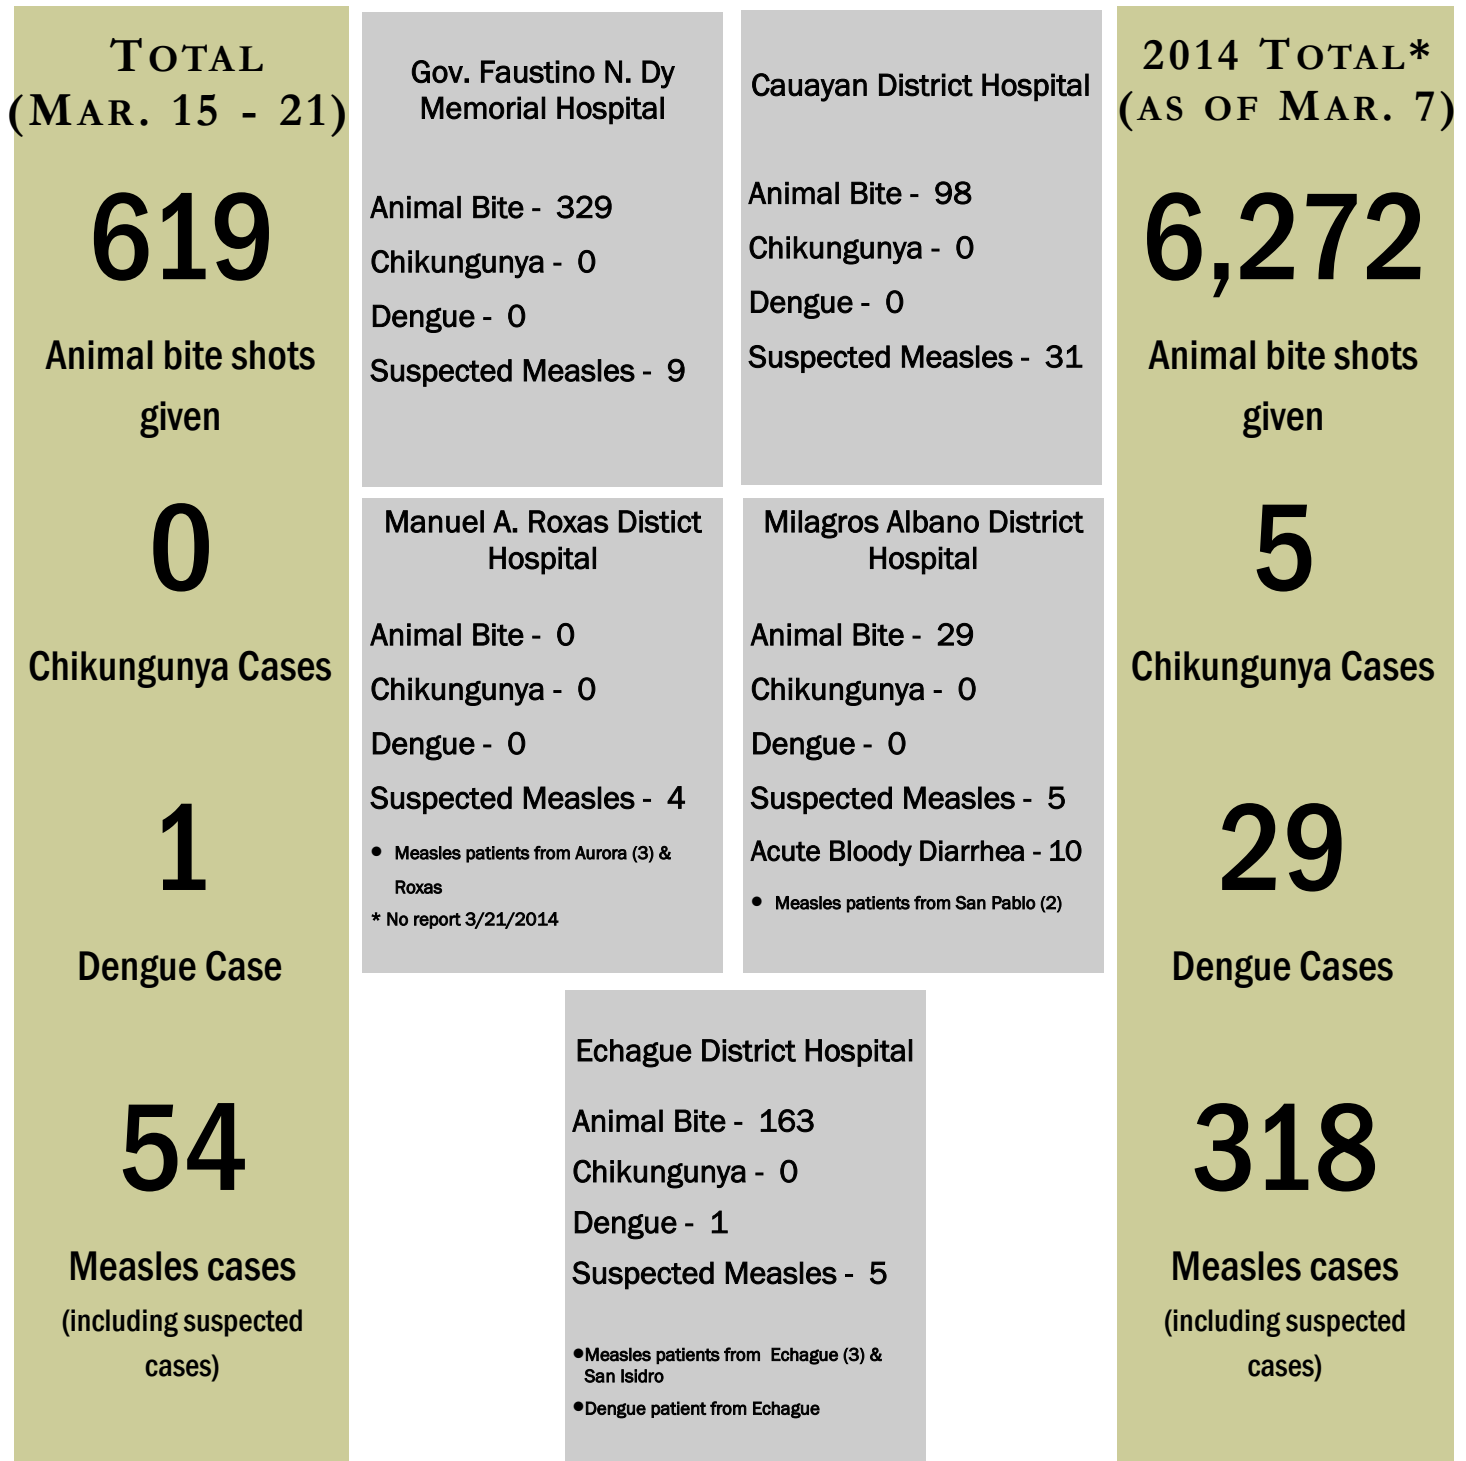 TOTAL
(MAR. 15 - 21)
619
Animal bite shots
given
0
Chikungunya Cases
1
Dengue Case
54
Measles cases
(including suspected
cases)
Gov. Faustino N. Dy
Memorial Hospital
Animal Bite - 329
Chikungunya - 0
Dengue - 0
Suspected Measles - 9
Cauayan District Hospital
Animal Bite - 98
Chikungunya - 0
Dengue - 0
Suspected Measles - 31
Manuel A. Roxas Distict
Hospital
Animal Bite - 0
Chikungunya - 0
Dengue - 0
Suspected Measles - 4
• Measles patients from Aurora (3) &
Roxas
* No report 3/21/2014
Milagros Albano District
Hospital
Animal Bite - 29
Chikungunya - 0
Dengue - 0
Suspected Measles - 5
Acute Bloody Diarrhea - 10
• Measles patients from San Pablo (2)
Echague District Hospital
Animal Bite - 163
Chikungunya - 0
Dengue - 1
Suspected Measles - 5
•Measles patients from Echague (3) &
San Isidro
•Dengue patient from Echague
2014 TOTAL*
(AS OF MAR. 7)
6,272
Animal bite shots
given
5
Chikungunya Cases
29
Dengue Cases
318
Measles cases
(including suspected
cases)